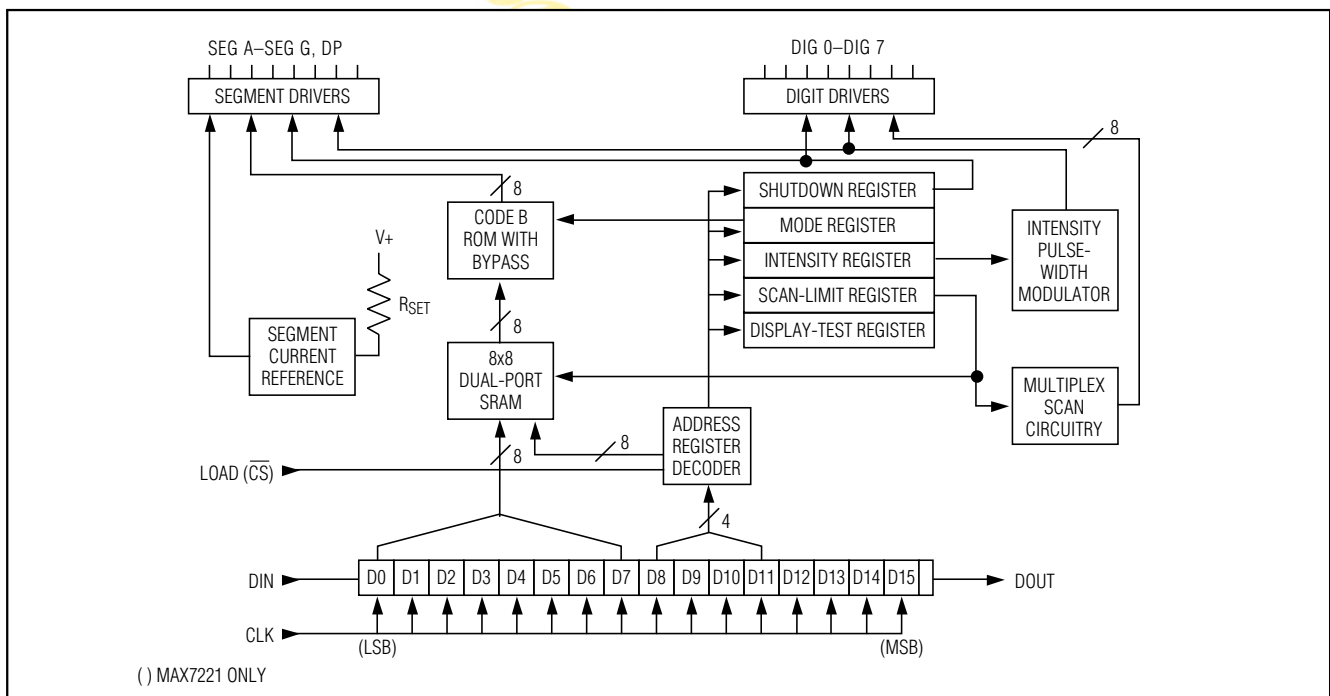 SEG A–SEG G, DP
DIG 0–DIG 7
SEGMENT DRIVERS
DIGIT DRIVERS
8
8
SHUTDOWN REGISTER
MODE REGISTER
INTENSITY REGISTER
SCAN-LIMIT REGISTER
DISPLAY-TEST REGISTER
CODE B
ROM WITH
BYPASS
INTENSITY
PULSE-
WIDTH
MODULATOR
V+
RSET
SEGMENT
CURRENT
REFERENCE
8
8x8
DUAL-PORT
SRAM
MULTIPLEX
SCAN
CIRCUITRY
ADDRESS
REGISTER
DECODER
8
8
LOAD (C̅S̅)
4
DIN
D0 D1 D2 D3 D4 D5 D6 D7 D8 D9 D10 D11 D12 D13 D14 D15
DOUT
CLK
(LSB)
(MSB)
( ) MAX7221 ONLY